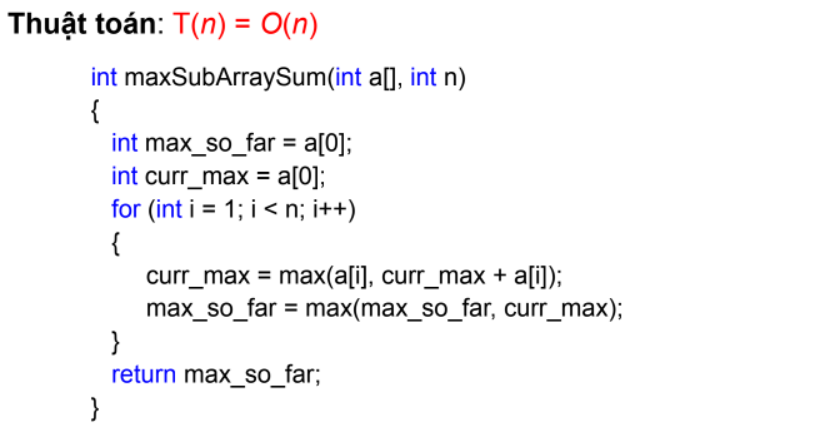 Thuật toán: T(n) = O(n)
int maxSubArraySum(int a[], int n)
{
int max_so_far = a[0];
int curr_max = a[0];
for (int i = 1; i < n; i++)
{
curr_max = max(a[i], curr_max + a[i]);
max_so_far = max(max_so_far, curr_max);
}
return max_so_far;
}